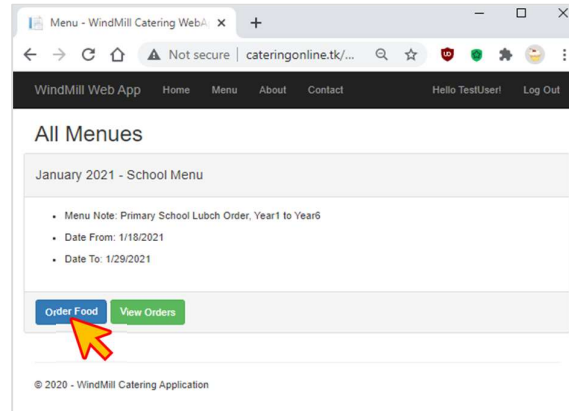 Menu - WindMill Catering WebA
Not secure | cateringonline.tk/...
WindMill Web App Home Menu About Contact Hello TestUser! Log Out
All Menues
January 2021 - School Menu
Menu Note: Primary School Lubch Order, Year1 to Year6
Date From: 1/18/2021
Date To: 1/29/2021
Order Food View Orders
© 2020 - WindMill Catering Application